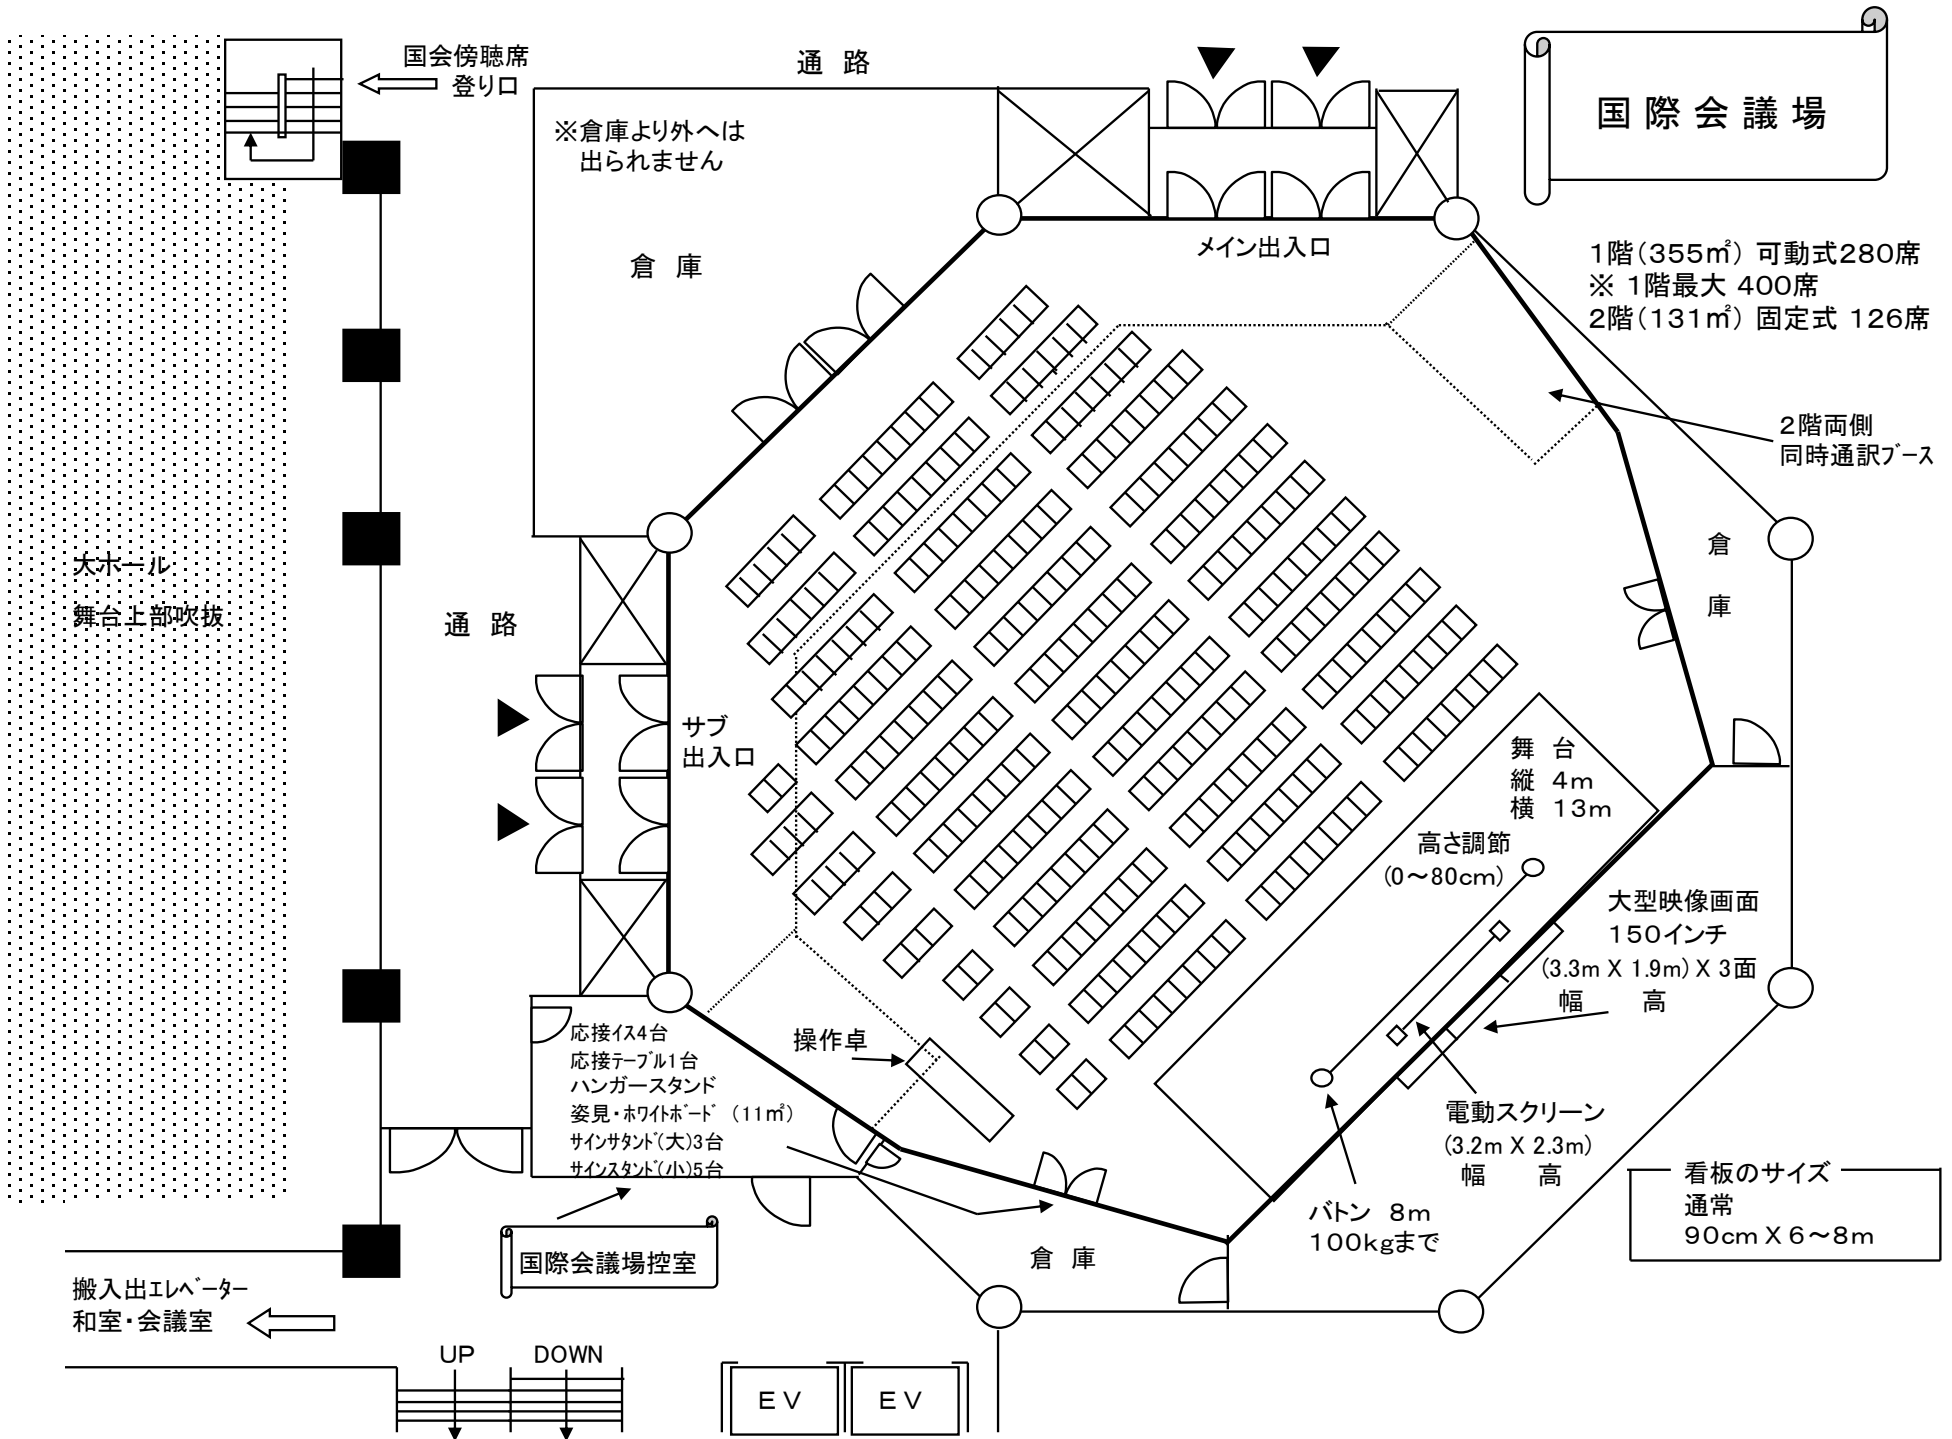 国際会議場
国会傍聴席
登り口
通 路
※倉庫より外へは
出られません
倉 庫
メイン出入口
1階(355㎡) 可動式280席
※ 1階最大 400席
2階(131㎡) 固定式 126席
2階両側
同時通訳ブース
倉
庫
大ホール
舞台上部吹抜
通 路
サブ
出入口
舞 台
縦 4m
横 13m
高さ調節
(0～80cm)
大型映像画面
150インチ
(3.3m X 1.9m) X 3面
幅 高
操作卓
応接イス4台
応接テーブル1台
ハンガースタンド
姿見・ホワイトボード (11㎡)
サインサタンド(大)3台
サインスタンド(小)5台
電動スクリーン
(3.2m X 2.3m)
幅 高
バトン 8m
100kgまで
看板のサイズ
通常
90cm X 6～8m
国際会議場控室
倉 庫
搬入出エレベーター
和室・会議室
UP
DOWN
EV
EV